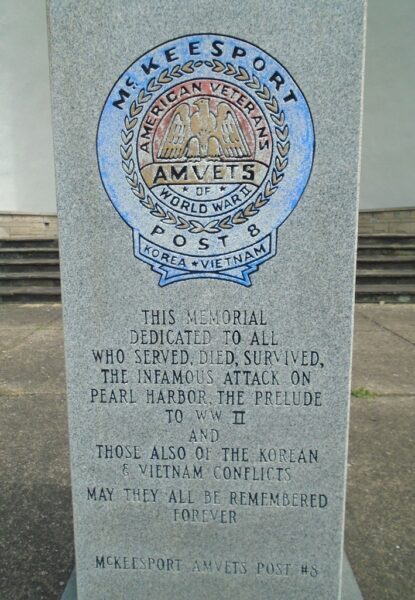 McKEESPORT
AMERICAN VETERANS
AMVETS
★ OF ★
WORLD WAR II
POST 8
KOREA ★ VIETNAM
THIS MEMORIAL
DEDICATED TO ALL
WHO SERVED, DIED, SURVIVED,
THE INFAMOUS ATTACK ON
PEARL HARBOR, THE PRELUDE
TO WW II
AND
THOSE ALSO OF THE KOREAN
& VIETNAM CONFLICTS
MAY THEY ALL BE REMEMBERED
FOREVER
McKEESPORT AMVETS POST #8